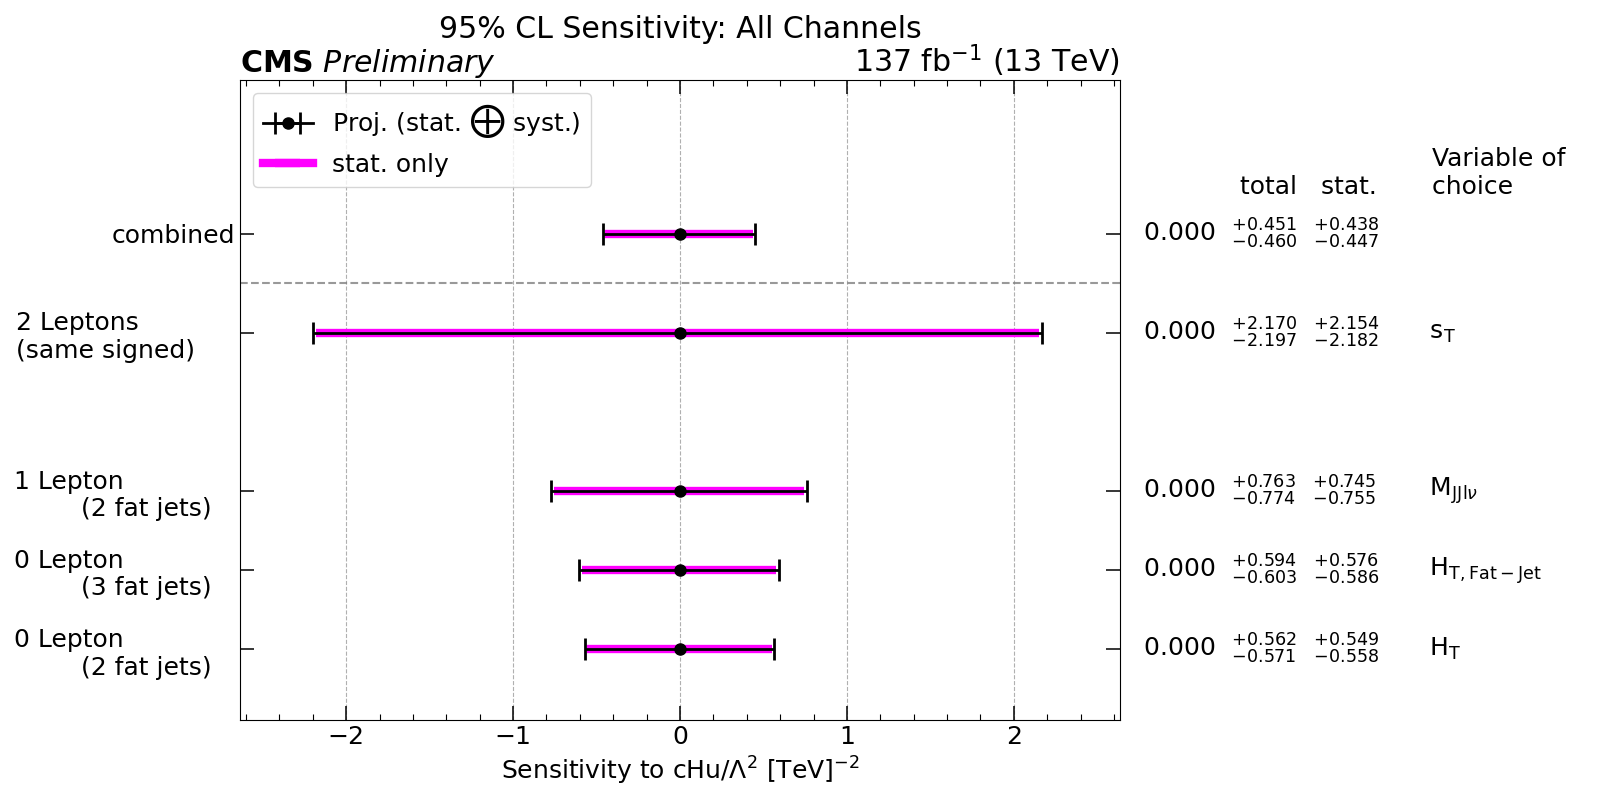 95% CL Sensitivity: All Channels
CMS Preliminary 137 fb⁻¹ (13 TeV)
Proj. (stat. ⊕ syst.)
stat. only
total stat. Variable of
choice
combined 0.000 +0.451 +0.438
−0.460 −0.447
2 Leptons
(same signed) 0.000 +2.170 +2.154 s_T
−2.197 −2.182
1 Lepton
(2 fat jets) 0.000 +0.763 +0.745 M_JJlν
−0.774 −0.755
0 Lepton
(3 fat jets) 0.000 +0.594 +0.576 H_T,Fat−Jet
−0.603 −0.586
0 Lepton
(2 fat jets) 0.000 +0.562 +0.549 H_T
−0.571 −0.558
−2 −1 0 1 2
Sensitivity to cHu/Λ² [TeV]⁻²